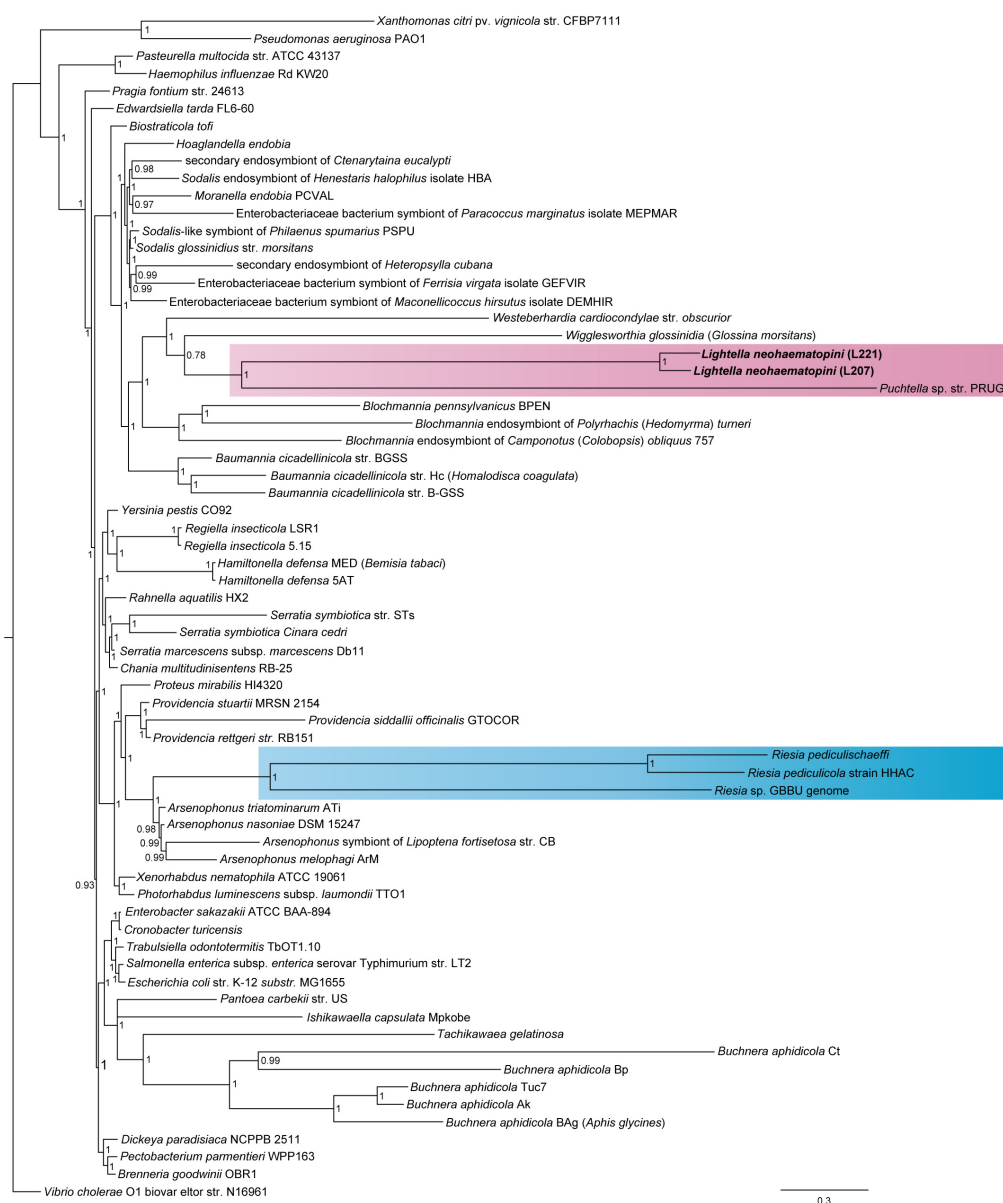 Xanthomonas citri pv. vignicola str. CFBP7111
1
Pseudomonas aeruginosa PAO1
Pasteurella multocida str. ATCC 43137
1
Haemophilus influenzae Rd KW20
Pragia fontium str. 24613
Edwardsiella tarda FL6-60
1
Biostraticola tofi
Hoaglandella endobia
secondary endosymbiont of Ctenarytaina eucalypti
0.98
Sodalis endosymbiont of Henestaris halophilus isolate HBA
1
1
Moranella endobia PCVAL
0.97
1
Enterobacteriaceae bacterium symbiont of Paracoccus marginatus isolate MEPMAR
Sodalis-like symbiont of Philaenus spumarius PSPU
1
Sodalis glossinidius str. morsitans
1
secondary endosymbiont of Heteropsylla cubana
0.99
Enterobacteriaceae bacterium symbiont of Ferrisia virgata isolate GEFVIR
0.99
Enterobacteriaceae bacterium symbiont of Maconellicoccus hirsutus isolate DEMHIR
1
Westeberhardia cardiocondylae str. obscurior
1
1
Wigglesworthia glossinidia (Glossina morsitans)
0.78
Lightella neohaematopini (L221)
1
Lightella neohaematopini (L207)
1
Puchtella sp. str. PRUG
1
Blochmannia pennsylvanicus BPEN
1
Blochmannia endosymbiont of Polyrhachis (Hedomyrma) turneri
1
1
Blochmannia endosymbiont of Camponotus (Colobopsis) obliquus 757
Baumannia cicadellinicola str. BGSS
1
Baumannia cicadellinicola str. Hc (Homalodisca coagulata)
1
Baumannia cicadellinicola str. B-GSS
Yersinia pestis CO92
1
Regiella insecticola LSR1
1
1
Regiella insecticola 5.15
1
Hamiltonella defensa MED (Bemisia tabaci)
1
Hamiltonella defensa 5AT
1
Rahnella aquatilis HX2
Serratia symbiotica str. STs
1
1
Serratia symbiotica Cinara cedri
1
Serratia marcescens subsp. marcescens Db11
1
Chania multitudinisentens RB-25
Proteus mirabilis HI4320
1
Providencia stuartii MRSN 2154
1
Providencia siddallii officinalis GTOCOR
1
1
Providencia rettgeri str. RB151
1
Riesia pediculischaeffi
1
Riesia pediculicola strain HHAC
1
1
Riesia sp. GBBU genome
Arsenophonus triatominarum ATi
0.98
Arsenophonus nasoniae DSM 15247
0.99
Arsenophonus symbiont of Lipoptena fortisetosa str. CB
0.99
Arsenophonus melophagi ArM
Xenorhabdus nematophila ATCC 19061
0.93
1
Photorhabdus luminescens subsp. laumondii TTO1
Enterobacter sakazakii ATCC BAA-894
1
Cronobacter turicensis
1
Trabulsiella odontotermitis TbOT1.10
1
Salmonella enterica subsp. enterica serovar Typhimurium str. LT2
1
1
Escherichia coli str. K-12 substr. MG1655
Pantoea carbekii str. US
Ishikawaella capsulata Mpkobe
1
Tachikawaea gelatinosa
Buchnera aphidicola Ct
1
1
0.99
Buchnera aphidicola Bp
1
Buchnera aphidicola Tuc7
1
Buchnera aphidicola Ak
1
Buchnera aphidicola BAg (Aphis glycines)
Dickeya paradisiaca NCPPB 2511
1
Pectobacterium parmentieri WPP163
1
Brenneria goodwinii OBR1
Vibrio cholerae O1 biovar eltor str. N16961
0.3